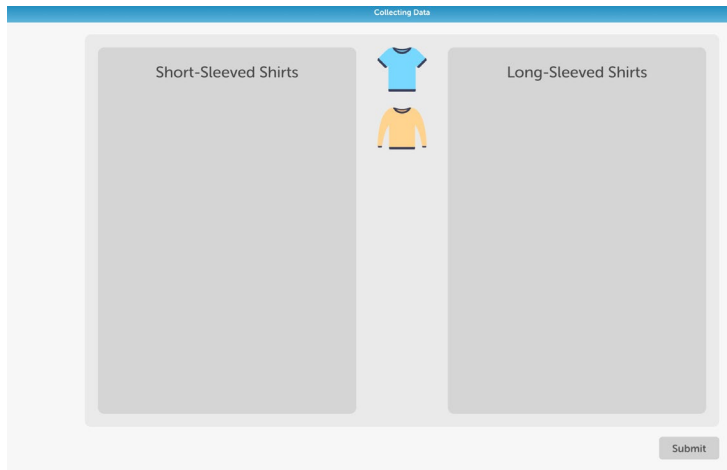 Collecting Data
Short-Sleeved Shirts
Long-Sleeved Shirts
Submit